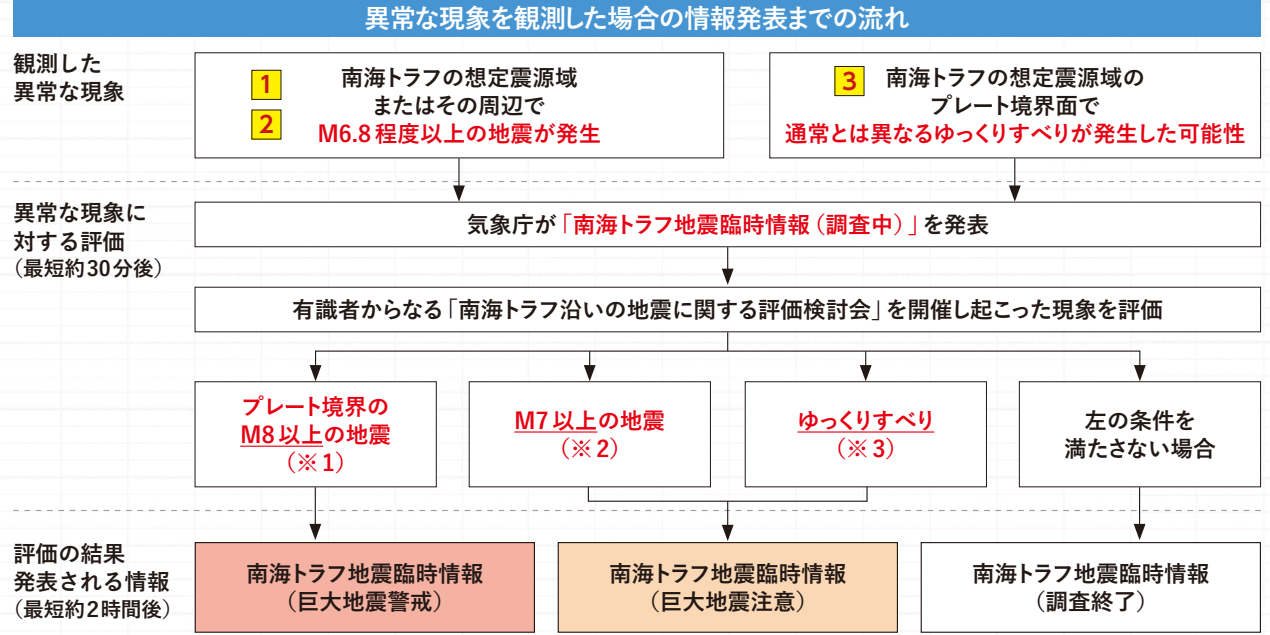 異常な現象を観測した場合の情報発表までの流れ
観測した
異常な現象
1
2
南海トラフの想定震源域
またはその周辺で
M6.8程度以上の地震が発生
3
南海トラフの想定震源域の
プレート境界面で
通常とは異なるゆっくりすべりが発生した可能性
異常な現象に
対する評価
（最短約30分後）
気象庁が「南海トラフ地震臨時情報（調査中）」を発表
有識者からなる「南海トラフ沿いの地震に関する評価検討会」を開催し起こった現象を評価
プレート境界の
M8以上の地震
（※1）
M7以上の地震
（※2）
ゆっくりすべり
（※3）
左の条件を
満たさない場合
評価の結果
発表される情報
（最短約2時間後）
南海トラフ地震臨時情報
（巨大地震警戒）
南海トラフ地震臨時情報
（巨大地震注意）
南海トラフ地震臨時情報
（調査終了）